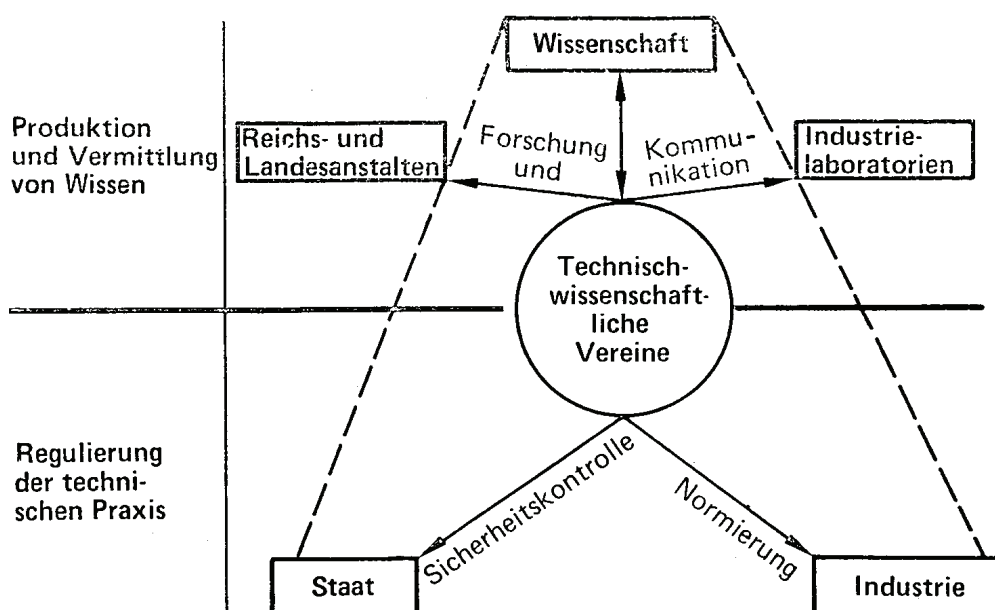 Wissenschaft
Produktion
und Vermittlung
von Wissen
Reichs- und
Landesanstalten
Forschung
und
Kommu-
nikation
Industrie-
laboratorien
Technisch-
wissenschaft-
liche
Vereine
Regulierung
der techni-
schen Praxis
Sicherheitskontrolle
Normierung
Staat
Industrie